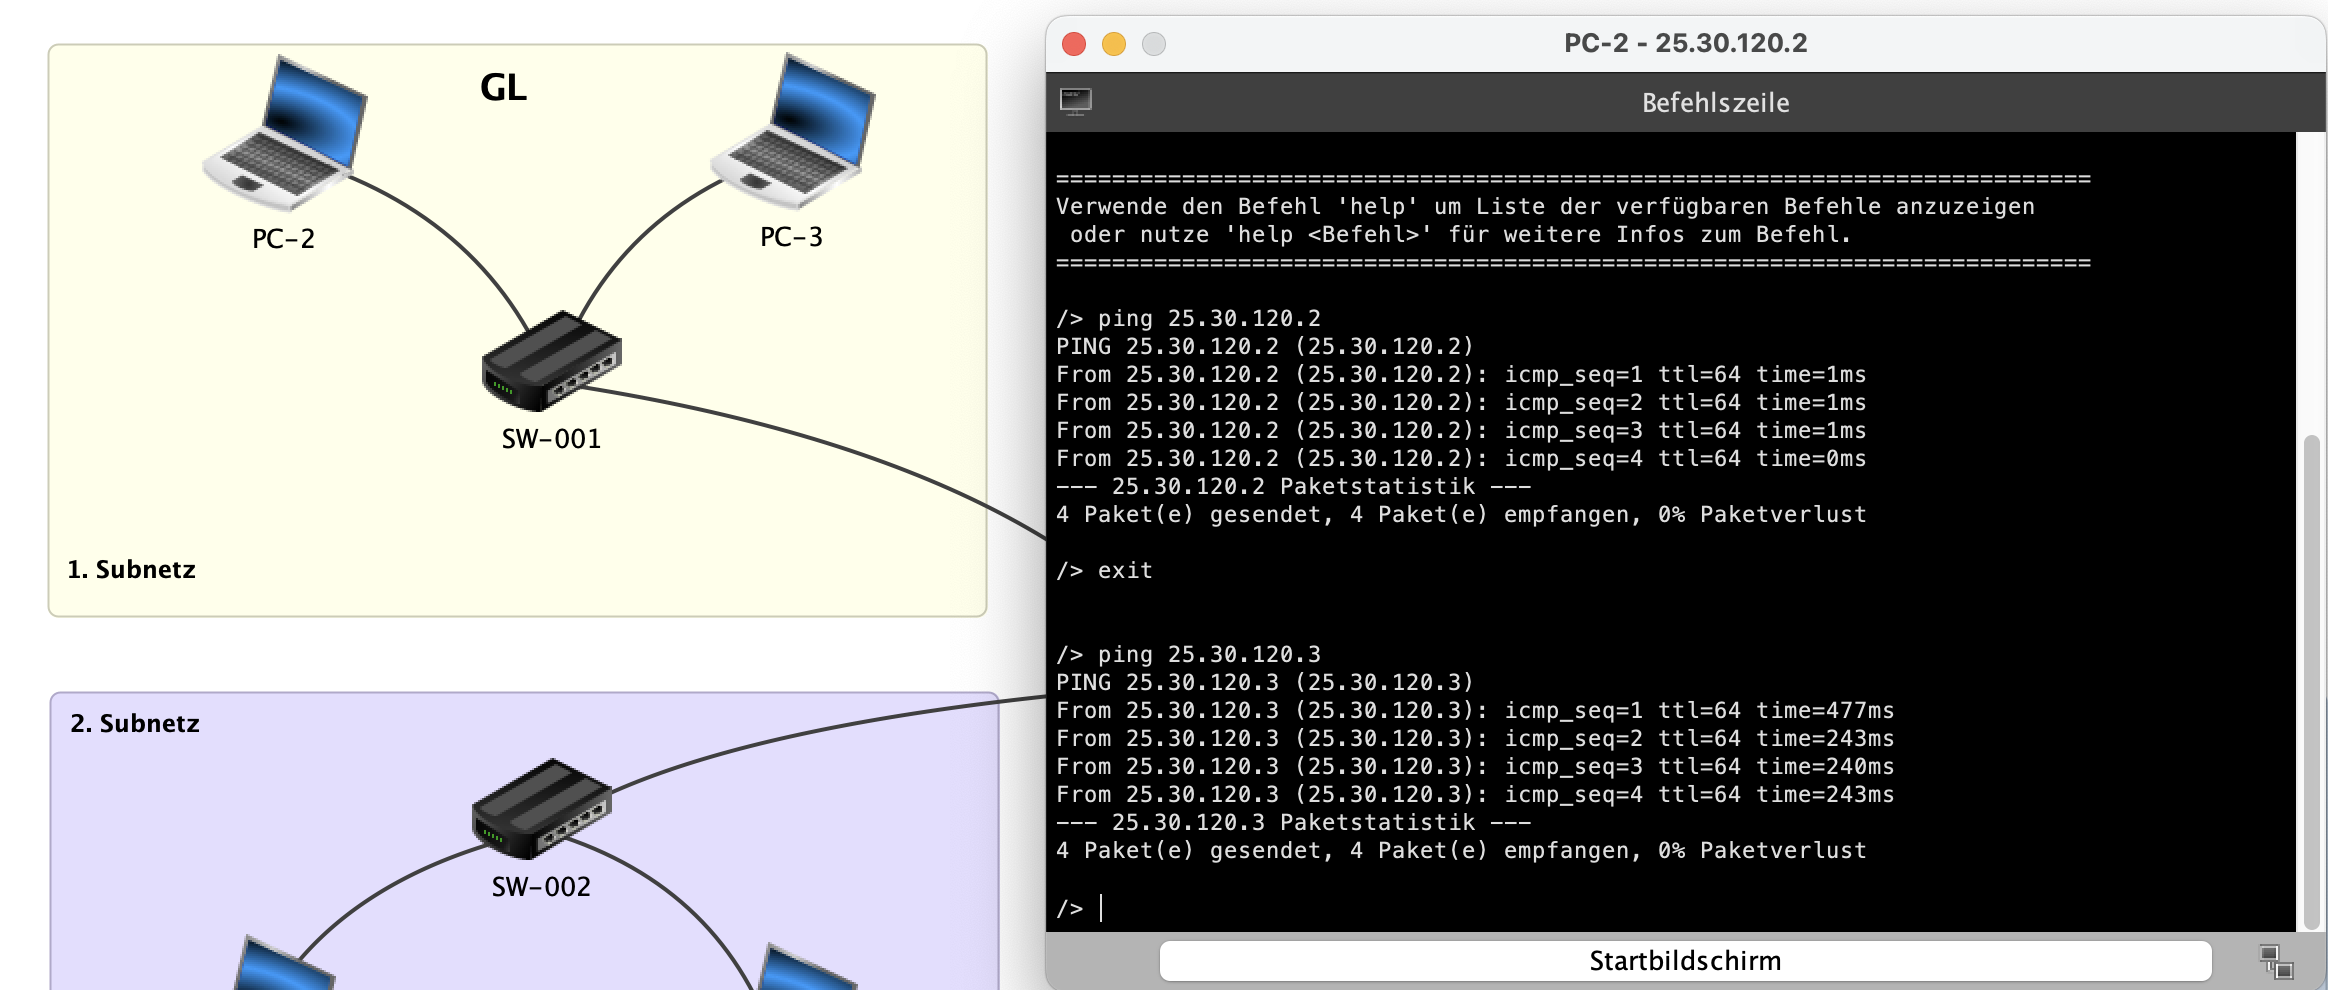 GL
PC-2
PC-3
SW-001
1. Subnetz
2. Subnetz
SW-002
PC-2 - 25.30.120.2
Befehlszeile
==========================================================================
Verwende den Befehl 'help' um Liste der verfügbaren Befehle anzuzeigen
oder nutze 'help <Befehl>' für weitere Infos zum Befehl.
==========================================================================
/> ping 25.30.120.2
PING 25.30.120.2 (25.30.120.2)
From 25.30.120.2 (25.30.120.2): icmp_seq=1 ttl=64 time=1ms
From 25.30.120.2 (25.30.120.2): icmp_seq=2 ttl=64 time=1ms
From 25.30.120.2 (25.30.120.2): icmp_seq=3 ttl=64 time=1ms
From 25.30.120.2 (25.30.120.2): icmp_seq=4 ttl=64 time=0ms
--- 25.30.120.2 Paketstatistik ---
4 Paket(e) gesendet, 4 Paket(e) empfangen, 0% Paketverlust
/> exit
/> ping 25.30.120.3
PING 25.30.120.3 (25.30.120.3)
From 25.30.120.3 (25.30.120.3): icmp_seq=1 ttl=64 time=477ms
From 25.30.120.3 (25.30.120.3): icmp_seq=2 ttl=64 time=243ms
From 25.30.120.3 (25.30.120.3): icmp_seq=3 ttl=64 time=240ms
From 25.30.120.3 (25.30.120.3): icmp_seq=4 ttl=64 time=243ms
--- 25.30.120.3 Paketstatistik ---
4 Paket(e) gesendet, 4 Paket(e) empfangen, 0% Paketverlust
/>
Startbildschirm